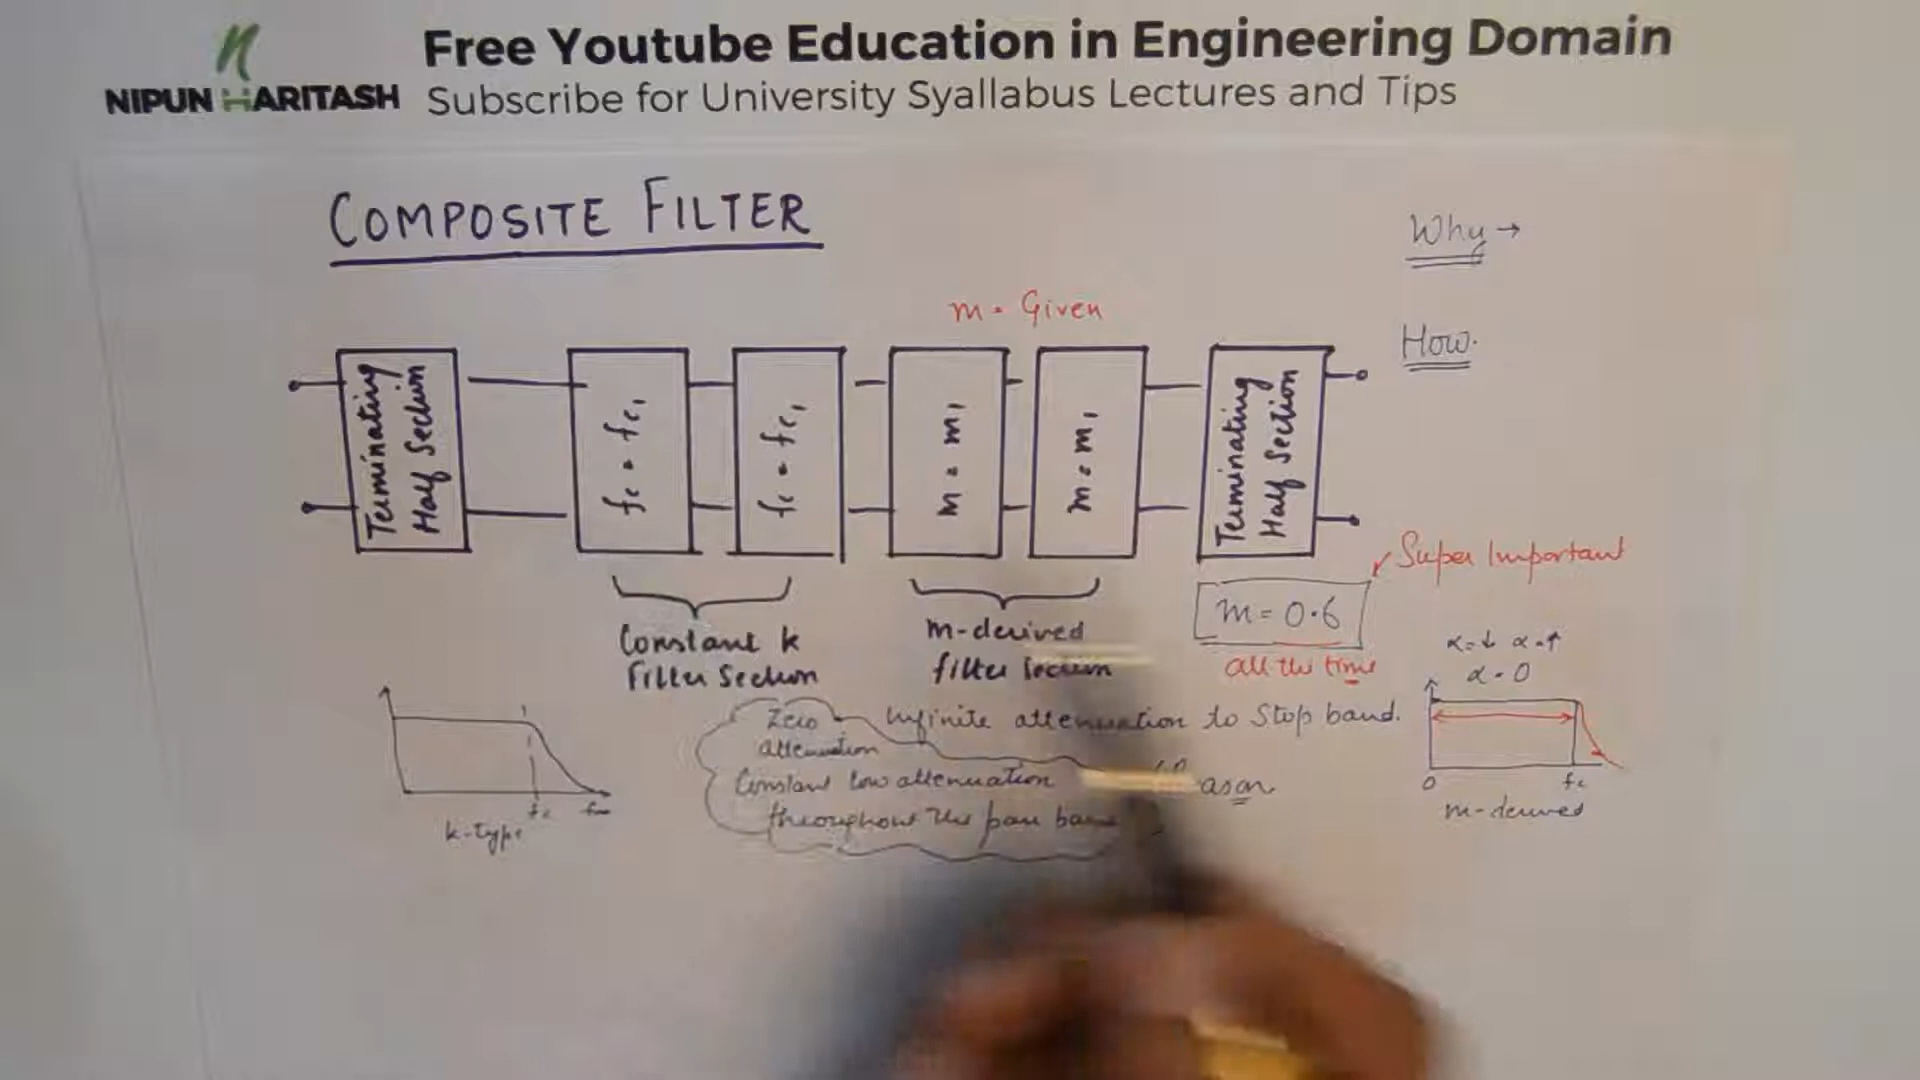 NIPUN HARITASH
Free Youtube Education in Engineering Domain
Subscribe for University Syallabus Lectures and Tips
COMPOSITE FILTER
Why →
How.
m = Given
Terminating
Half Section
fc = fc1
fc = fc1
m = m1
m = m1
Terminating
Half Section
Super Important
m = 0.6
all the time
Constant k
Filter Section
m-derived
filter Section
α=↓ α=↑
α = 0
Zero
attenuation
Infinite attenuation to Stop band.
Constant low attenuation
throughout the pass
fc
k-type
0
fc
m-derived